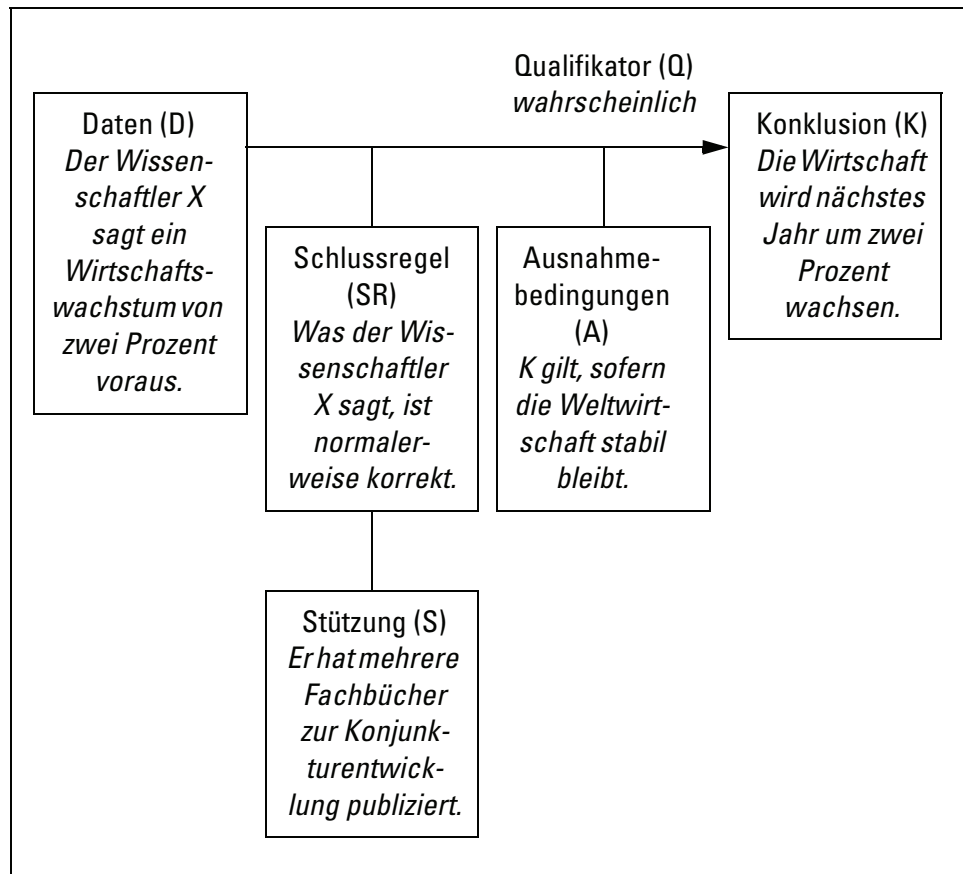 Qualifikator (Q)
wahrscheinlich
Daten (D)
Der Wissen-
schaftler X
sagt ein
Wirtschafts-
wachstum von
zwei Prozent
voraus.
Schlussregel
(SR)
Was der Wis-
senschaftler
X sagt, ist
normaler-
weise korrekt.
Ausnahme-
bedingungen
(A)
K gilt, sofern
die Weltwirt-
schaft stabil
bleibt.
Konklusion (K)
Die Wirtschaft
wird nächstes
Jahr um zwei
Prozent
wachsen.
Stützung (S)
Er hat mehrere
Fachbücher
zur Konjunk-
turentwick-
lung publiziert.